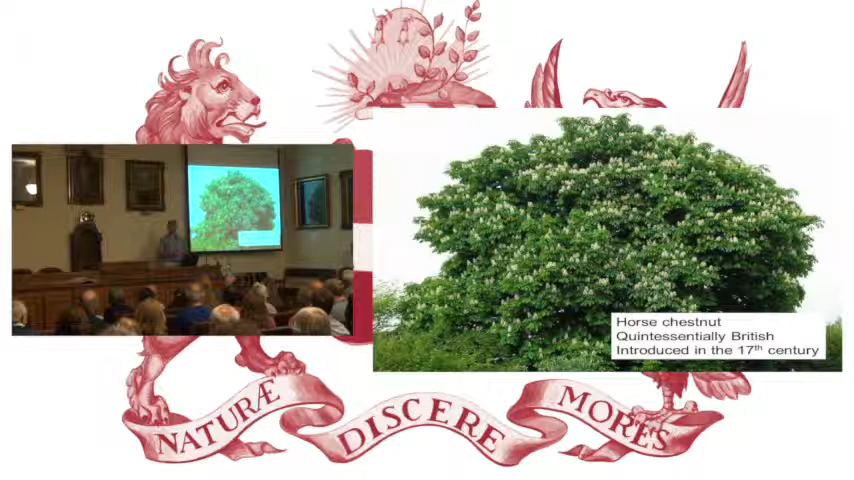 Horse chestnut
Quintessentially British
Introduced in the 17th century
NATURÆ DISCERE MORES